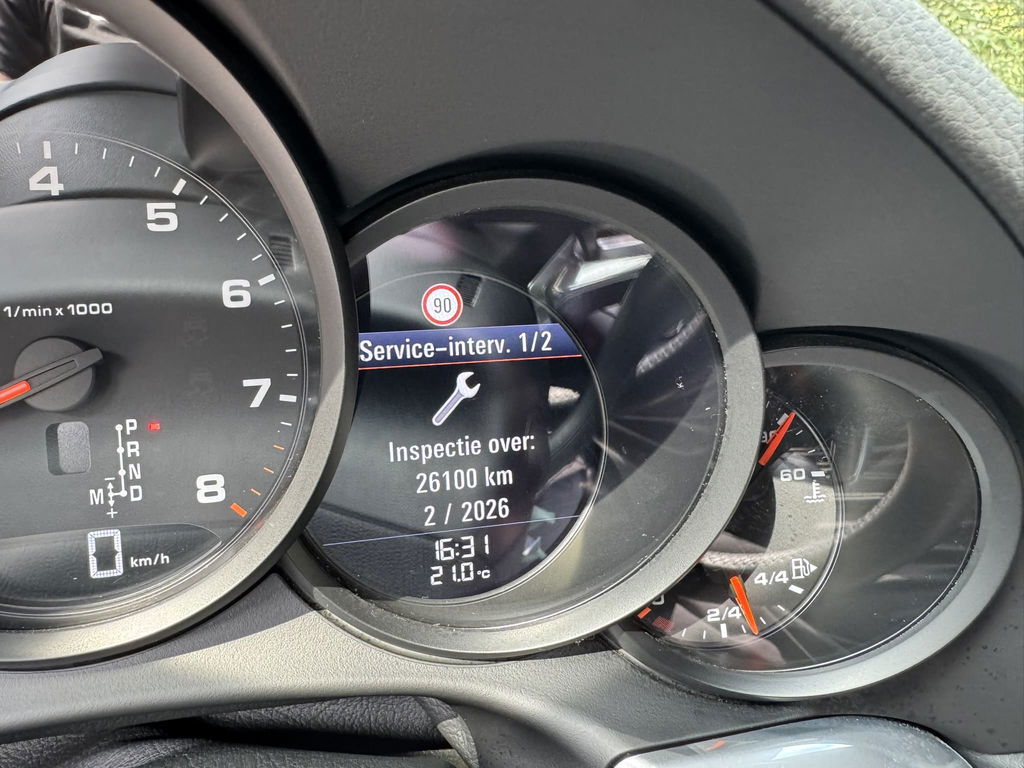 4
5
6
1/min x 1000
7
8
P
R
N
M D
-
+
0 km/h
90
Service-interv. 1/2
Inspectie over:
26100 km
2 / 2026
16:31
21.0 °C
60
4/4
2/4